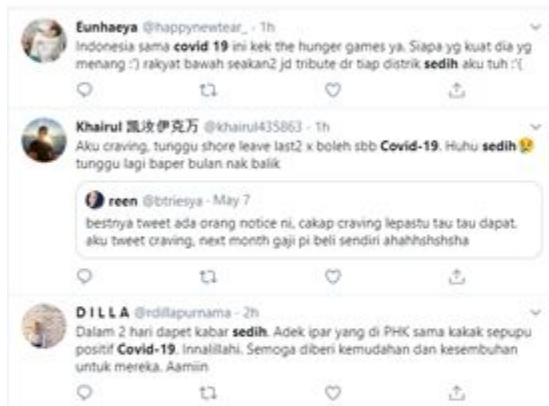 Eunhaeya @happynewtear_ · 1h
Indonesia sama covid 19 ini kek the hunger games ya. Siapa yg kuat dia yg
menang :') rakyat bawah seakan2 jd tribute dr tiap distrik sedih aku tuh :'(
Khairul 凯汝伊克万 @khairul435863 · 1h
Aku craving, tunggu shore leave last2 x boleh sbb Covid-19. Huhu sedih😢
tunggu lagi baper bulan nak balik
reen @btriesya · May 7
bestnya tweet ada orang notice ni, cakap craving lepastu tau tau dapat.
aku tweet craving, next month gaji pi beli sendiri ahahhshshsha
D I L L A @rdillapurnama · 2h
Dalam 2 hari dapet kabar sedih. Adek ipar yang di PHK sama kakak sepupu
positif Covid-19. Innalillahi. Semoga diberi kemudahan dan kesembuhan
untuk mereka. Aamiin